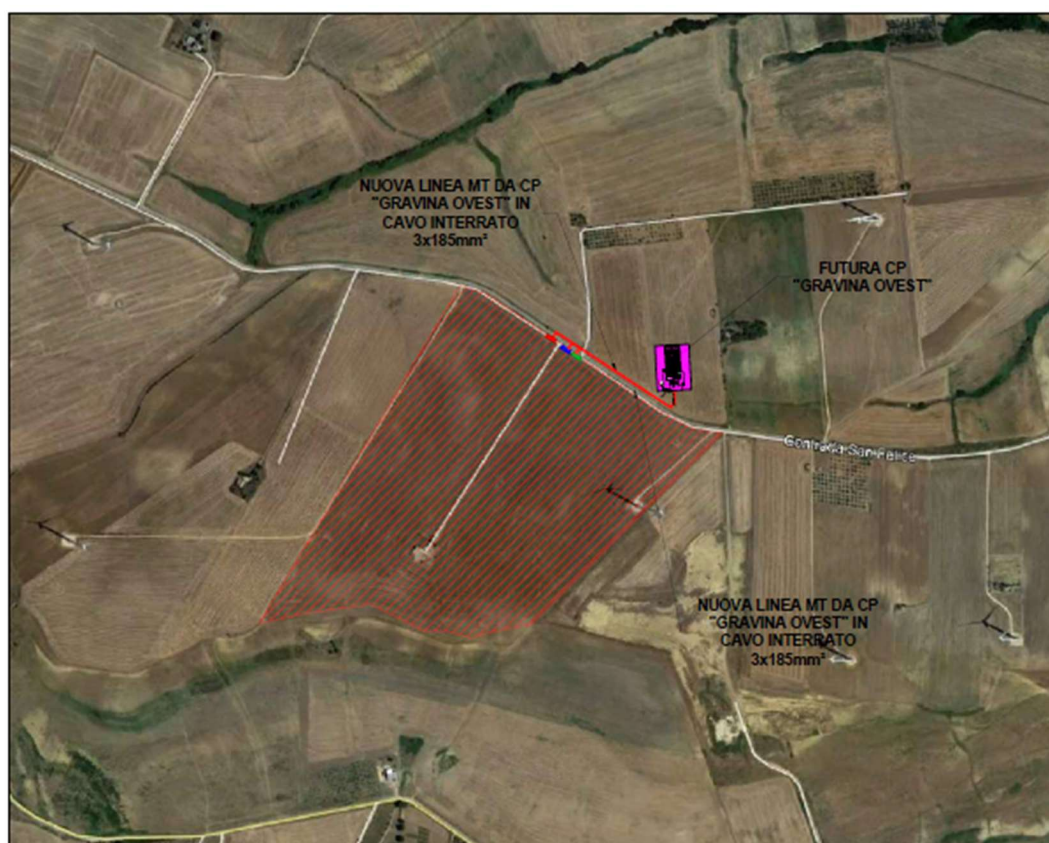 NUOVA LINEA MT DA CP
"GRAVINA OVEST" IN
CAVO INTERRATO
3x185mm²
FUTURA CP
"GRAVINA OVEST"
Contrada San Felice
NUOVA LINEA MT DA CP
"GRAVINA OVEST" IN
CAVO INTERRATO
3x185mm²